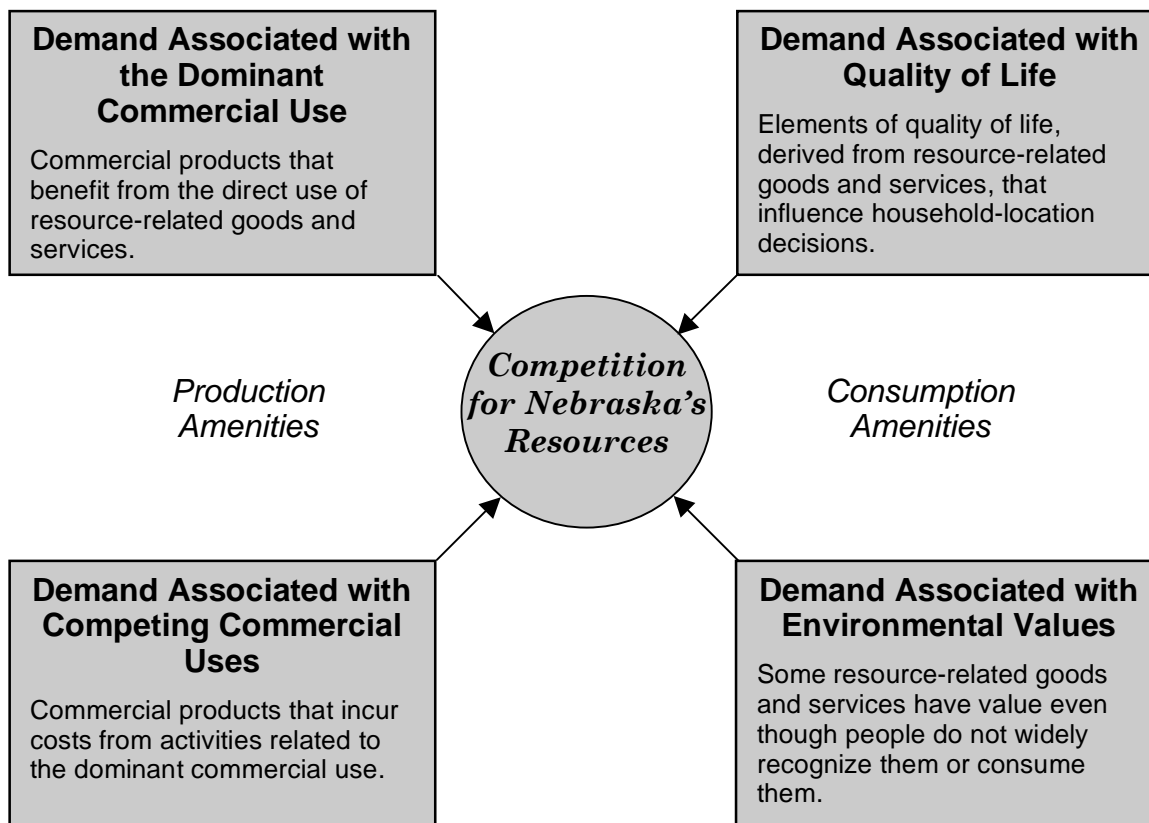 Demand Associated with
the Dominant
Commercial Use
Commercial products that
benefit from the direct use of
resource-related goods and
services.
Demand Associated with
Quality of Life
Elements of quality of life,
derived from resource-related
goods and services, that
influence household-location
decisions.
Production
Amenities
Competition
for Nebraska's
Resources
Consumption
Amenities
Demand Associated with
Competing Commercial
Uses
Commercial products that incur
costs from activities related to
the dominant commercial use.
Demand Associated with
Environmental Values
Some resource-related goods
and services have value even
though people do not widely
recognize them or consume
them.